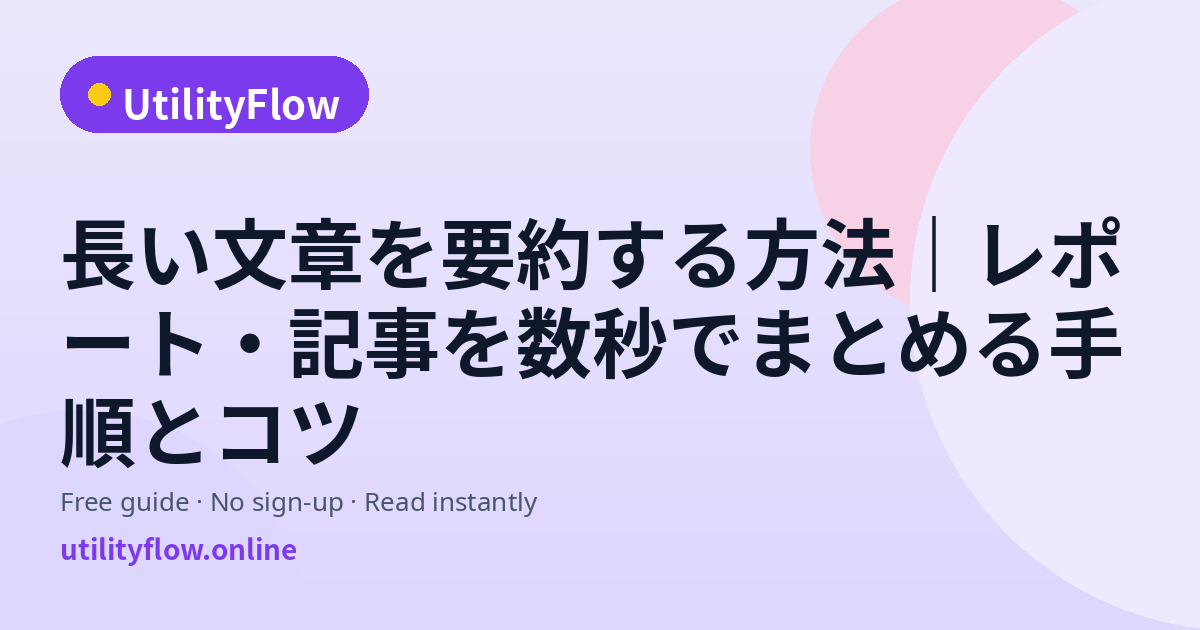 UtilityFlow
長い文章を要約する方法｜レポ
ート・記事を数秒でまとめる手
順とコツ
Free guide · No sign-up · Read instantly
utilityflow.online